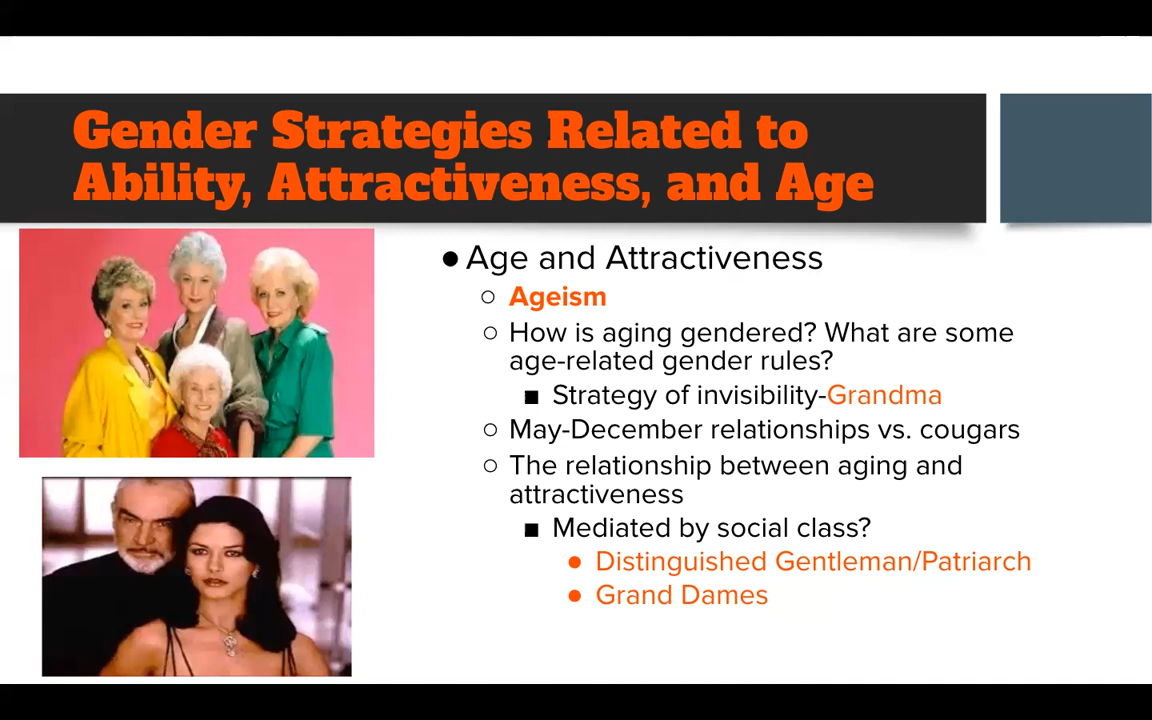 Gender Strategies Related to
Ability, Attractiveness, and Age
● Age and Attractiveness
○ Ageism
○ How is aging gendered? What are some
age-related gender rules?
■ Strategy of invisibility-Grandma
○ May-December relationships vs. cougars
○ The relationship between aging and
attractiveness
■ Mediated by social class?
● Distinguished Gentleman/Patriarch
● Grand Dames